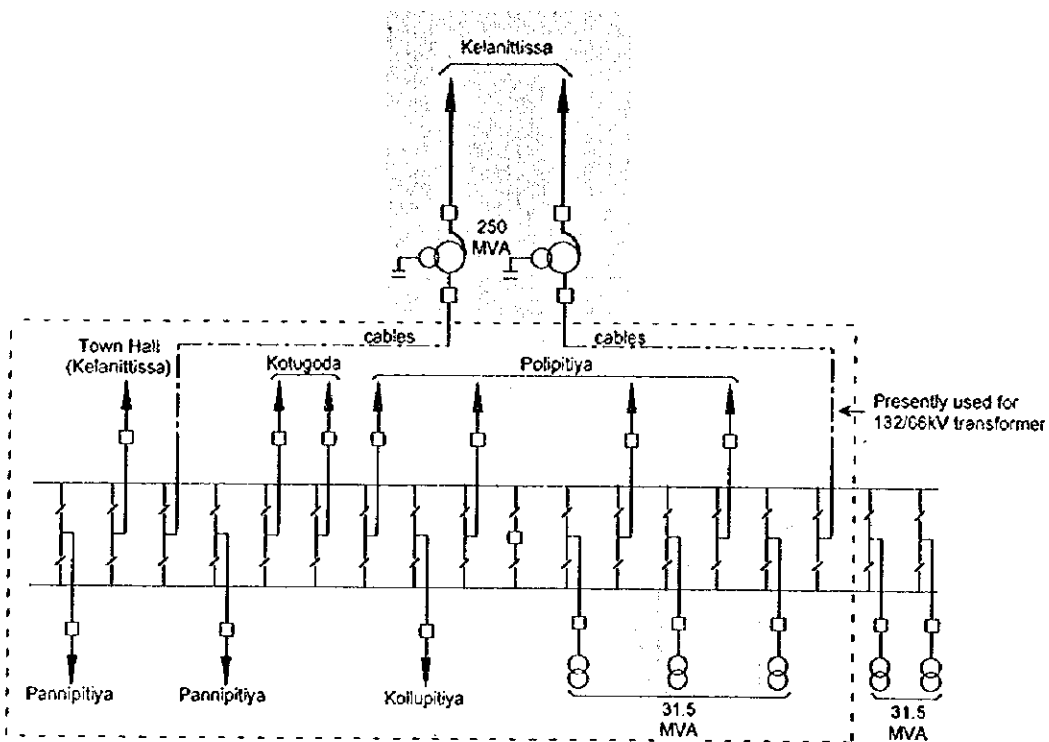 Kelanittissa
250
MVA
cables
cables
Town Hall
(Kelanittissa)
Kotugoda
Polipitiya
Presently used for
132/66kV transformer
Pannipitiya
Pannipitiya
Kollupitiya
31.5
MVA
31.5
MVA